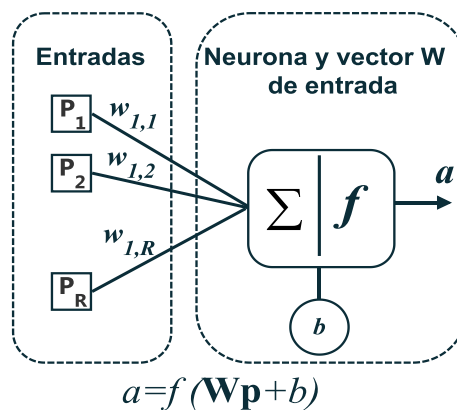 Entradas
Neurona y vector W
de entrada
P1
w1,1
P2
w1,2
w1,R
PR
∑ f
a
b
a=f (Wp+b)